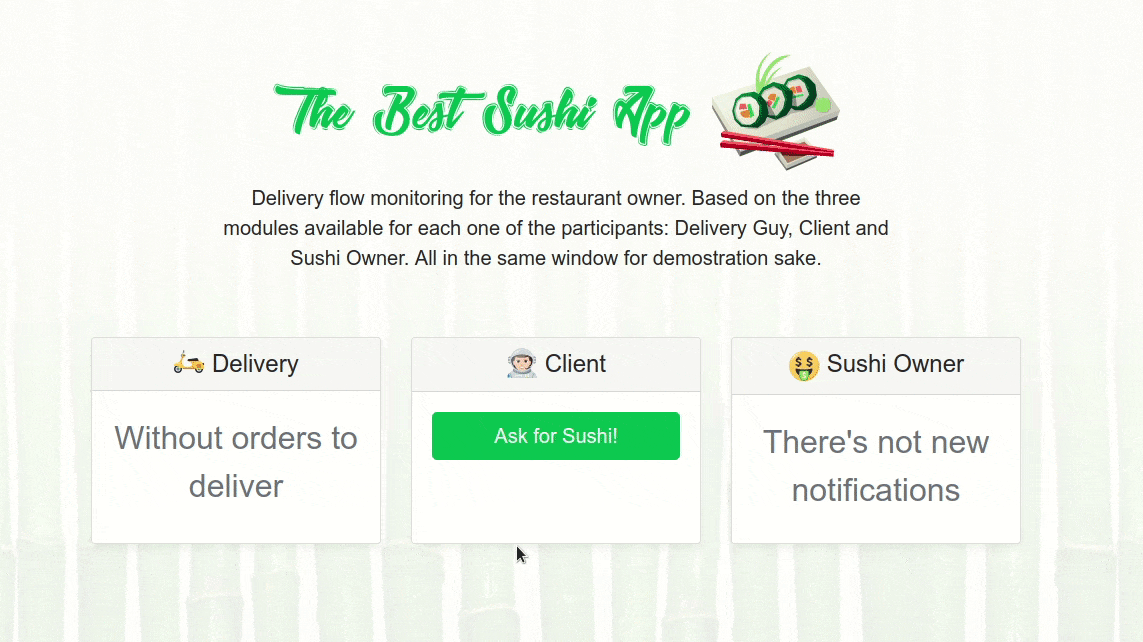 The Best Sushi App
Delivery flow monitoring for the restaurant owner. Based on the three
modules available for each one of the participants: Delivery Guy, Client and
Sushi Owner. All in the same window for demostration sake.
Delivery
Without orders to
deliver
Client
Ask for Sushi!
Sushi Owner
There's not new
notifications